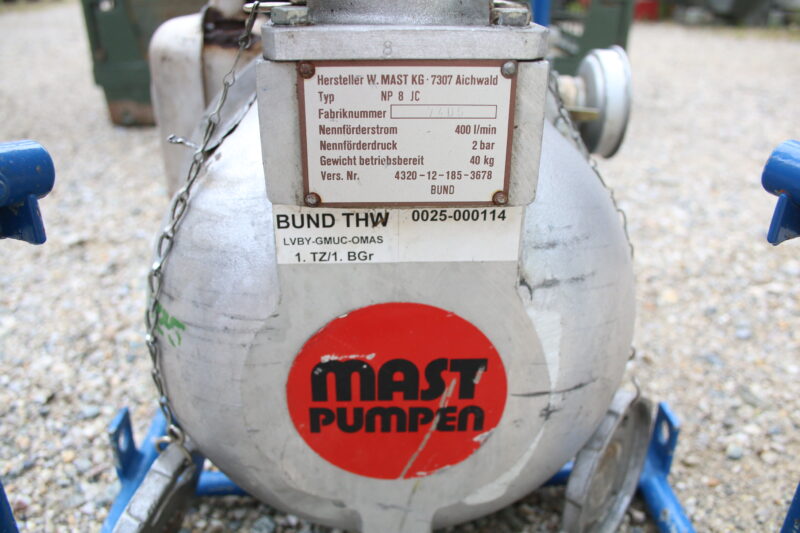 8
Hersteller W. MAST KG · 7307 Aichwald
Typ NP 8 JC
Fabriknummer
Nennförderstrom 400 l/min
Nennförderdruck 2 bar
Gewicht betriebsbereit 40 kg
Vers. Nr. 4320-12-185-3678
BUND
BUND THW 0025-000114
LVBY-GMUC-OMAS
1. TZ/1. BGr
MAST
PUMPEN